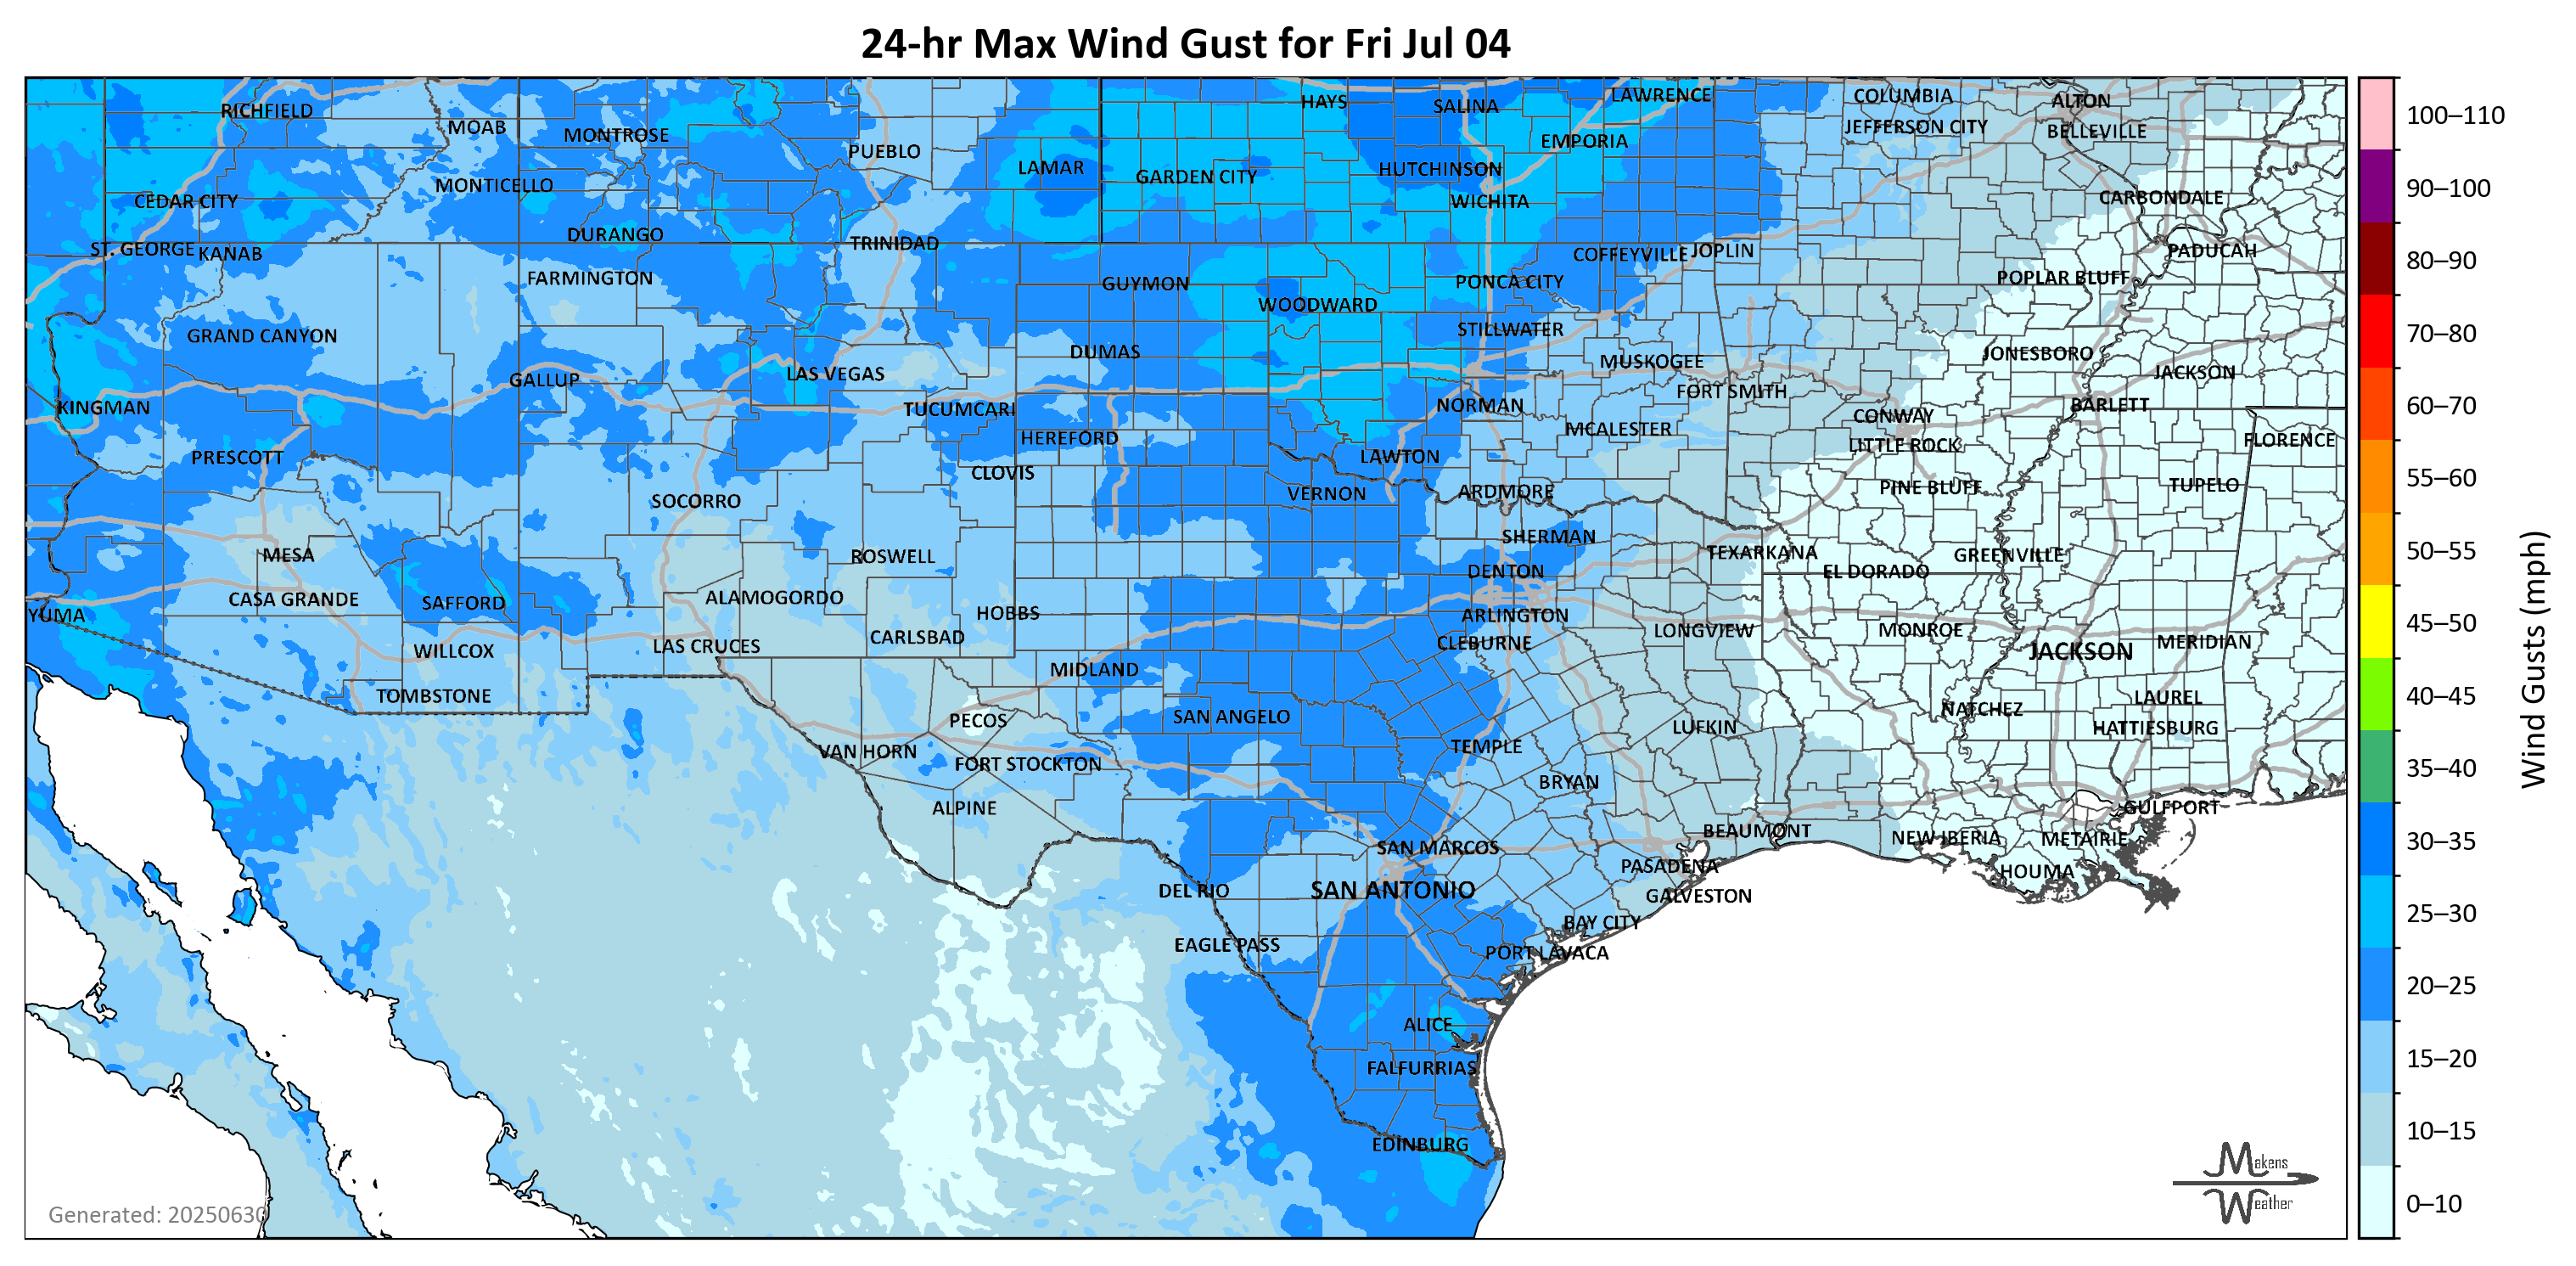 24-hr Max Wind Gust for Fri Jul 04
RICHFIELD
MOAB
MONTROSE
PUEBLO
LAMAR
HAYS
SALINA
LAWRENCE
COLUMBIA
ALTON
JEFFERSON CITY
BELLEVILLE
EMPORIA
HUTCHINSON
GARDEN CITY
MONTICELLO
CEDAR CITY
WICHITA
CARBONDALE
DURANGO
TRINIDAD
ST. GEORGE
KANAB
FARMINGTON
GUYMON
COFFEYVILLE
JOPLIN
PADUCAH
PONCA CITY
POPLAR BLUFF
WOODWARD
GRAND CANYON
STILLWATER
DUMAS
MUSKOGEE
JONESBORO
LAS VEGAS
GALLUP
JACKSON
FORT SMITH
KINGMAN
TUCUMCARI
NORMAN
BARLETT
CONWAY
HEREFORD
MCALESTER
LITTLE ROCK
FLORENCE
PRESCOTT
CLOVIS
LAWTON
SOCORRO
VERNON
ARDMORE
PINE BLUFF
TUPELO
MESA
ROSWELL
SHERMAN
TEXARKANA
GREENVILLE
DENTON
EL DORADO
CASA GRANDE
SAFFORD
ALAMOGORDO
HOBBS
YUMA
ARLINGTON
CARLSBAD
CLEBURNE
LONGVIEW
MONROE
WILLCOX
LAS CRUCES
JACKSON
MERIDIAN
MIDLAND
TOMBSTONE
LAUREL
PECOS
SAN ANGELO
NATCHEZ
LUFKIN
HATTIESBURG
VAN HORN
TEMPLE
FORT STOCKTON
BRYAN
ALPINE
GULFPORT
BEAUMONT
NEW IBERIA
METAIRIE
SAN MARCOS
PASADENA
HOUMA
DEL RIO
SAN ANTONIO
GALVESTON
BAY CITY
EAGLE PASS
PORT LAVACA
ALICE
FALFURRIAS
EDINBURG
Generated: 20250630
Makens
Weather
100–110
90–100
80–90
70–80
60–70
55–60
50–55
45–50
40–45
35–40
30–35
25–30
20–25
15–20
10–15
0–10
Wind Gusts (mph)